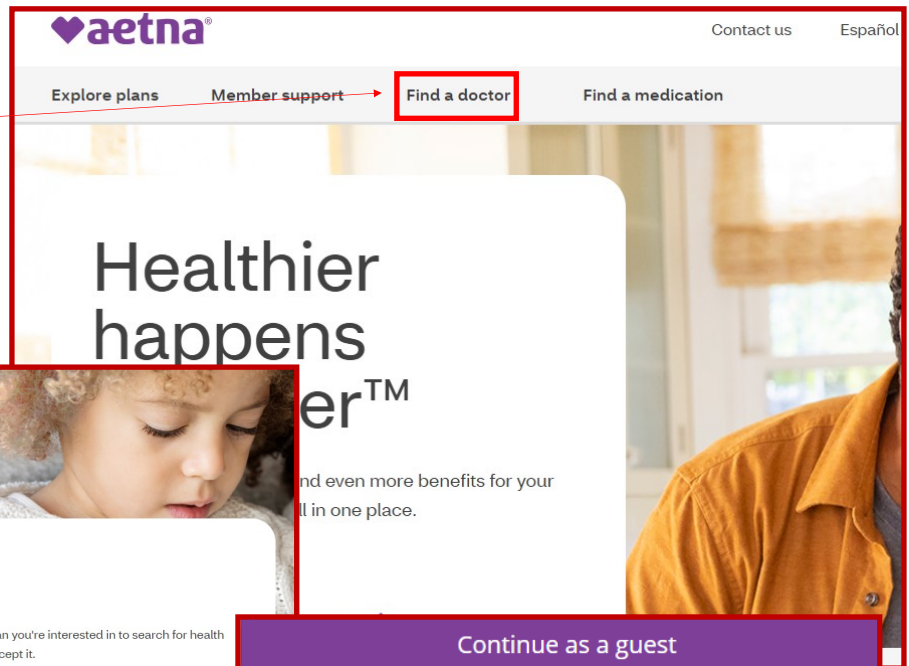 aetna®
Contact us Español
Explore plans Member support Find a doctor Find a medication
Healthier
happens
er™
nd even more benefits for your
ll in one place.
an you're interested in to search for health
cept it.
Continue as a guest